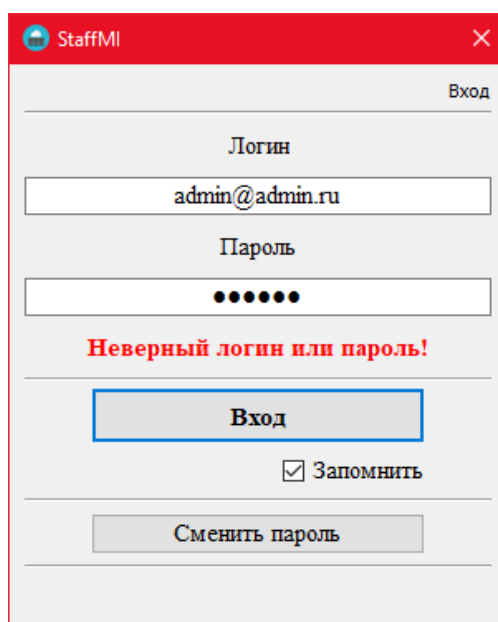 StaffMI
Вход
Логин
admin@admin.ru
Пароль
●●●●●●
Неверный логин или пароль!
Вход
Запомнить
Сменить пароль